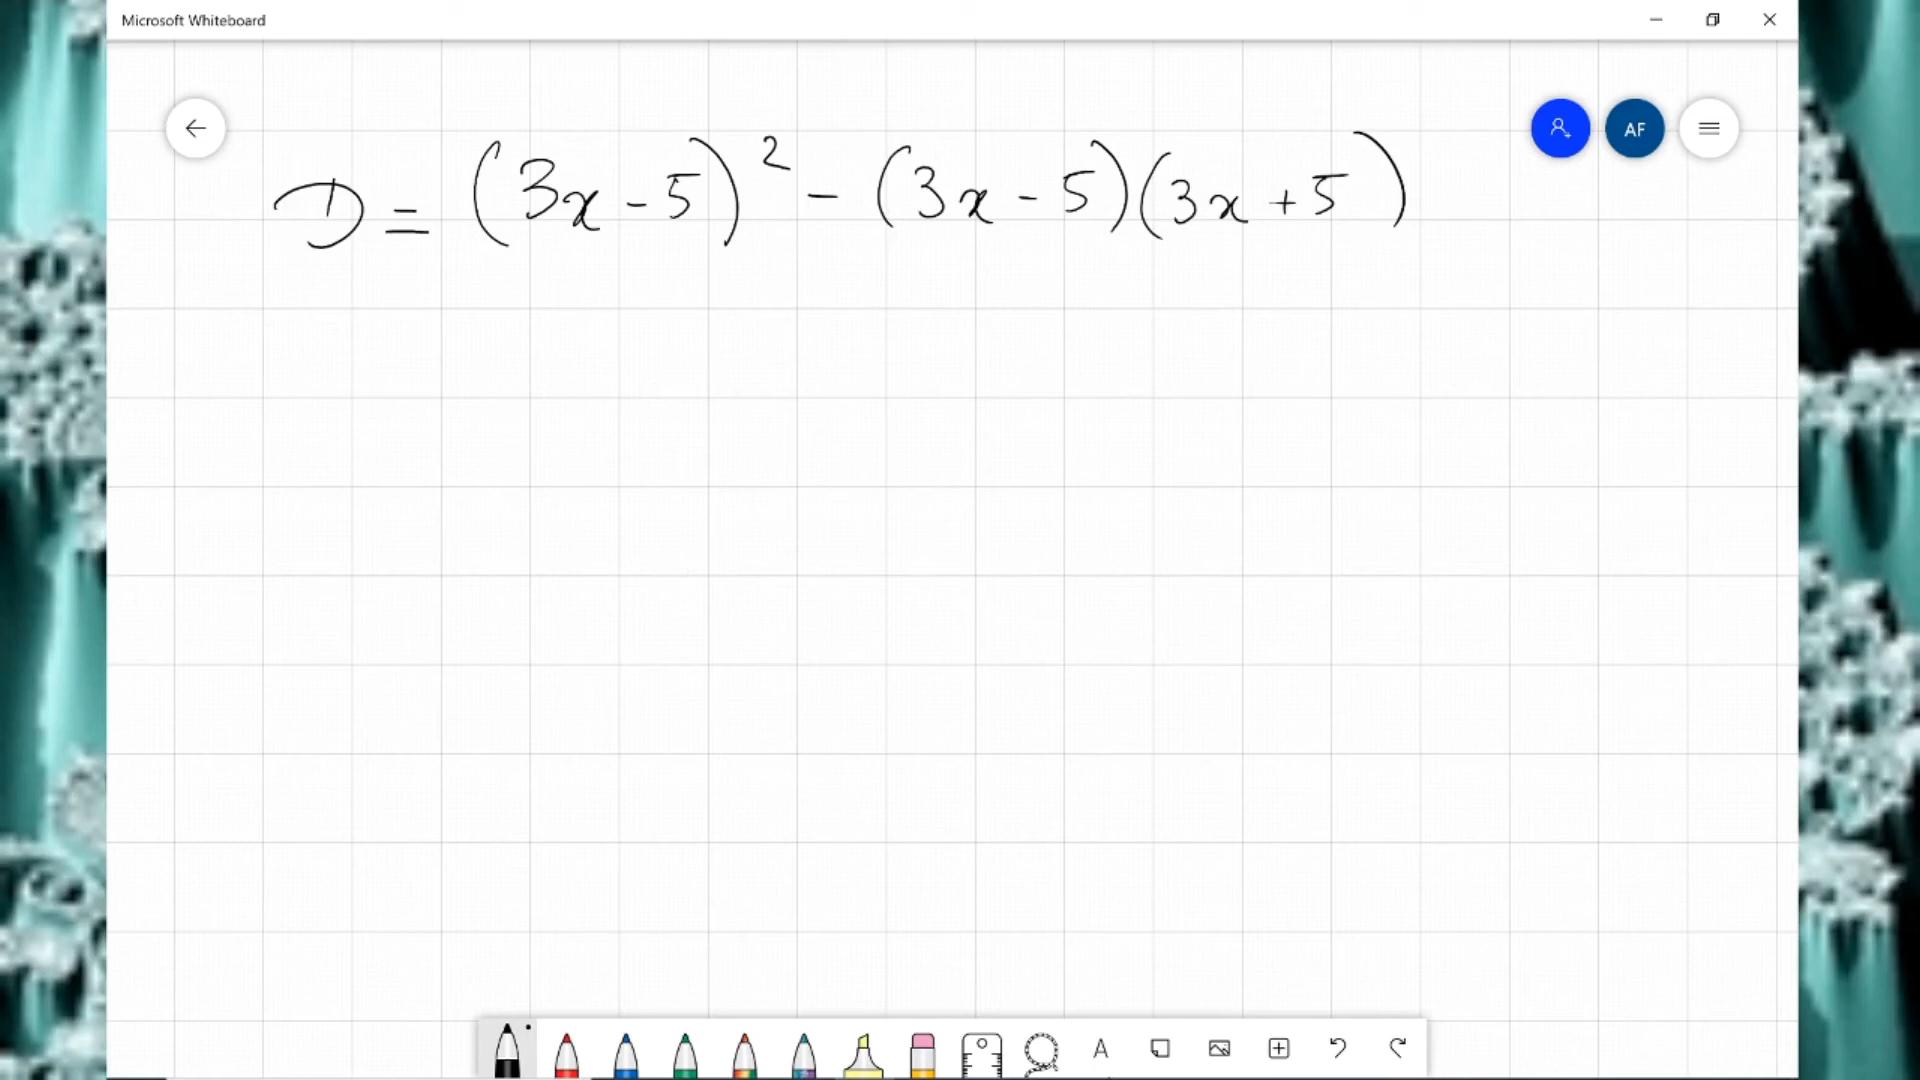 Microsoft Whiteboard
AF
D = (3x - 5)² - (3x - 5)(3x + 5)
A